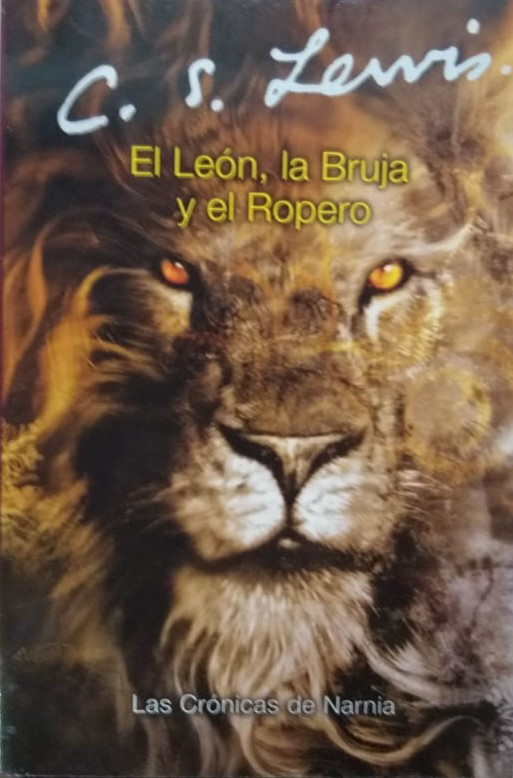 C. S. Lewis.
El León, la Bruja
y el Ropero
Las Crónicas de Narnia